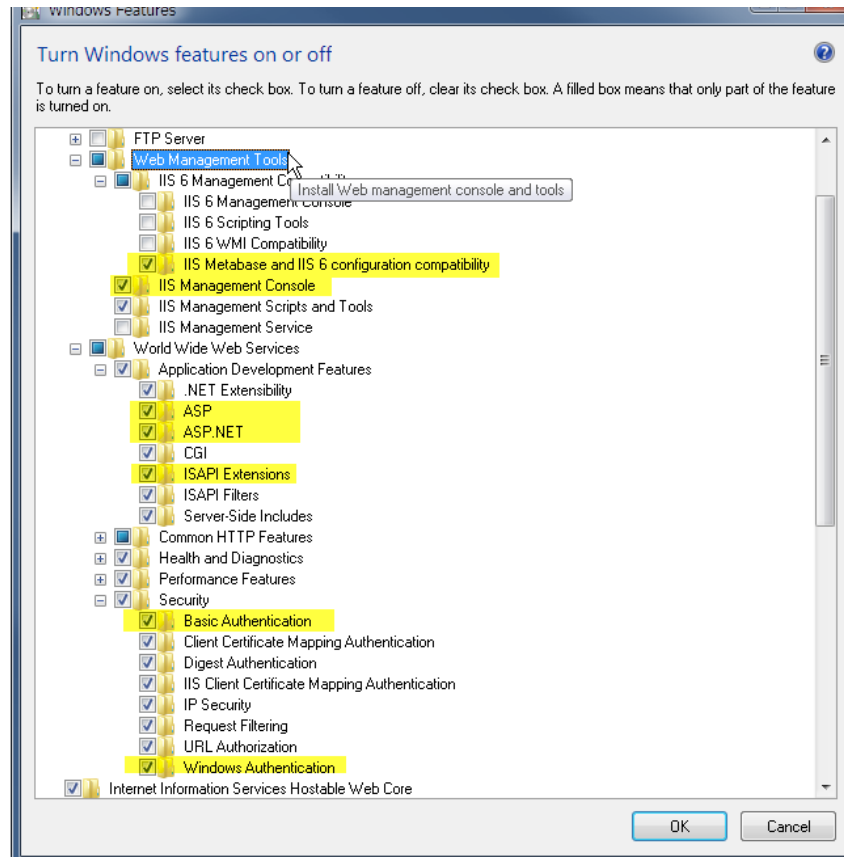 Windows Features
Turn Windows features on or off
To turn a feature on, select its check box. To turn a feature off, clear its check box. A filled box means that only part of the feature
is turned on.
FTP Server
Web Management Tools
IIS 6 Management
Install Web management console and tools
IIS 6 Management Console
IIS 6 Scripting Tools
IIS 6 WMI Compatibility
IIS Metabase and IIS 6 configuration compatibility
IIS Management Console
IIS Management Scripts and Tools
IIS Management Service
World Wide Web Services
Application Development Features
.NET Extensibility
ASP
ASP.NET
CGI
ISAPI Extensions
ISAPI Filters
Server-Side Includes
Common HTTP Features
Health and Diagnostics
Performance Features
Security
Basic Authentication
Client Certificate Mapping Authentication
Digest Authentication
IIS Client Certificate Mapping Authentication
IP Security
Request Filtering
URL Authorization
Windows Authentication
Internet Information Services Hostable Web Core
OK Cancel